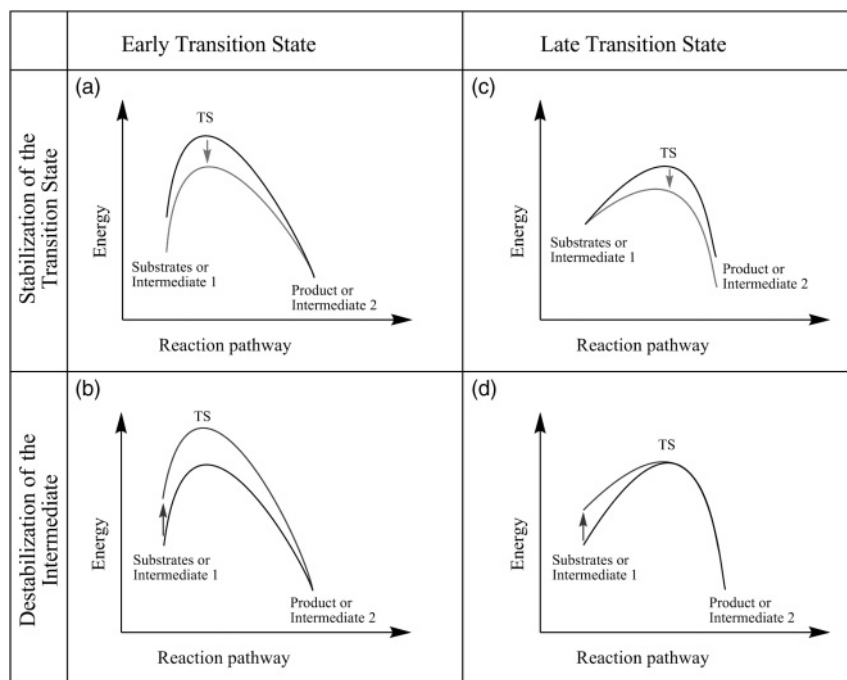 Early Transition State
Late Transition State
Stabilization of the
Transition State
(a)
TS
Energy
Substrates or
Intermediate 1
Product or
Intermediate 2
Reaction pathway
(c)
TS
Energy
Substrates or
Intermediate 1
Product or
Intermediate 2
Reaction pathway
Destabilization of the
Intermediate
(b)
TS
Energy
Substrates or
Intermediate 1
Product or
Intermediate 2
Reaction pathway
(d)
TS
Energy
Substrates or
Intermediate 1
Product or
Intermediate 2
Reaction pathway